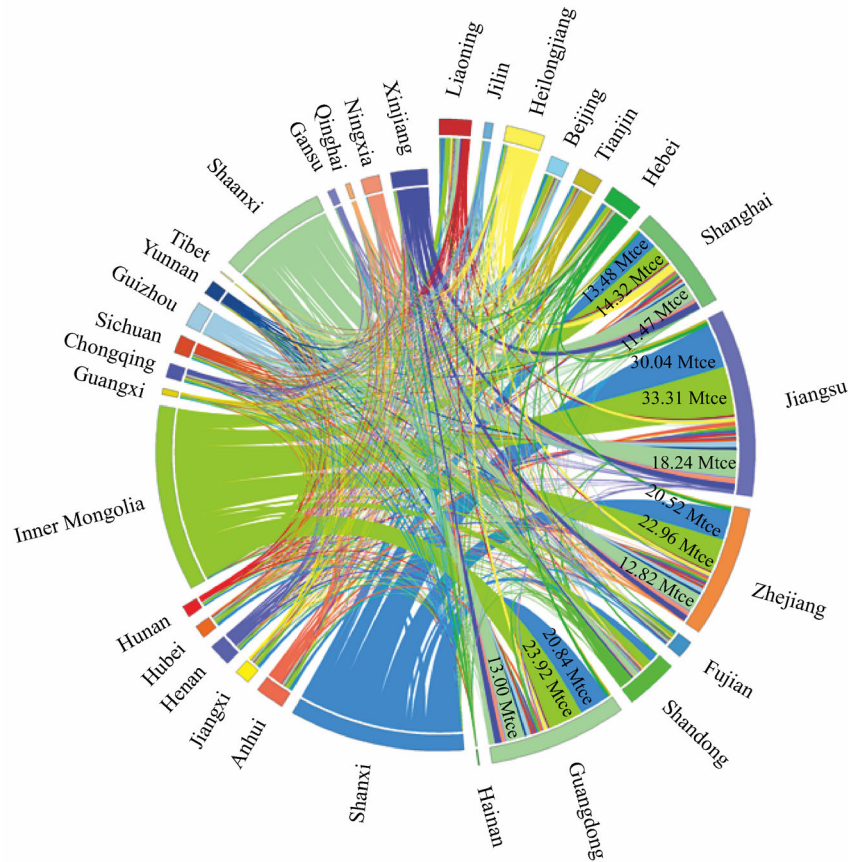 Liaoning
Jilin
Heilongjiang
Beijing
Tianjin
Hebei
Shanghai
13.48 Mtce
14.32 Mtce
11.47 Mtce
Jiangsu
30.04 Mtce
33.31 Mtce
18.24 Mtce
Zhejiang
20.52 Mtce
22.96 Mtce
12.82 Mtce
Fujian
Shandong
Guangdong
20.84 Mtce
23.92 Mtce
13.00 Mtce
Hainan
Shanxi
Anhui
Jiangxi
Henan
Hubei
Hunan
Inner Mongolia
Guangxi
Chongqing
Sichuan
Guizhou
Yunnan
Tibet
Shaanxi
Gansu
Qinghai
Ningxia
Xinjiang